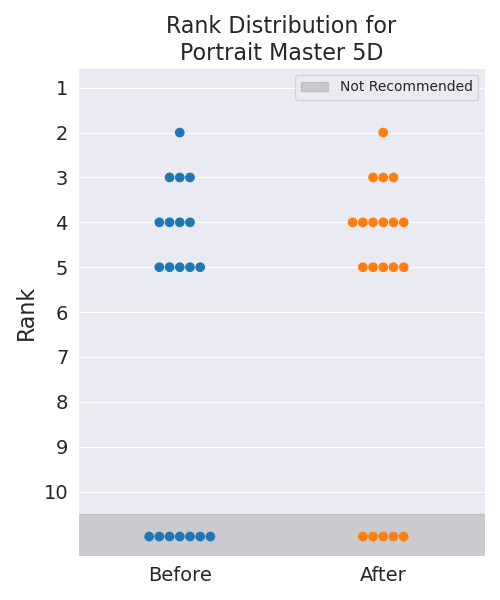 Rank Distribution for
Portrait Master 5D
Not Recommended
1
2
3
4
5
6
7
8
9
10
Rank
Before
After